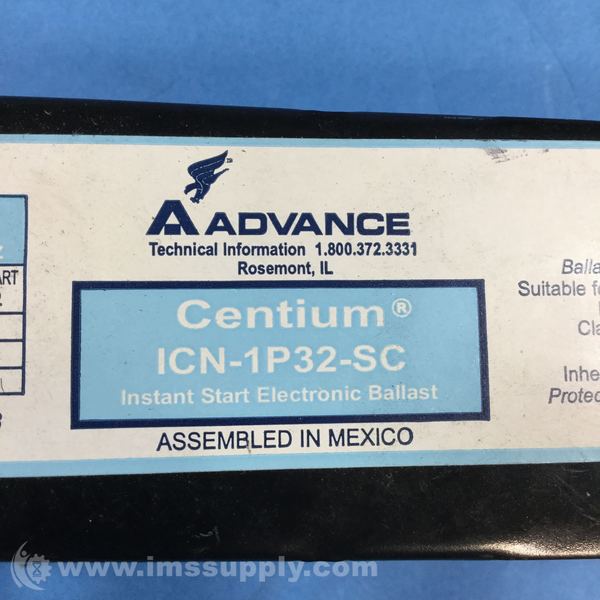 ADVANCE
Technical Information 1.800.372.3331
Rosemont, IL
Centium®
ICN-1P32-SC
Instant Start Electronic Ballast
ASSEMBLED IN MEXICO
ART
Balla
Suitable f
Cla
Inhe
Protec
www.imssupply.com